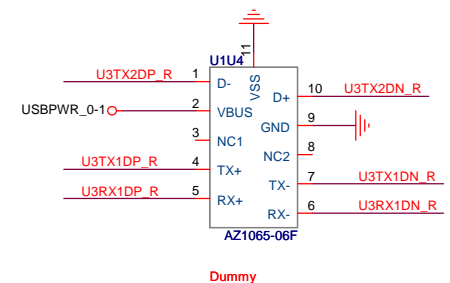 U1U4
11
VSS
U3TX2DP_R 1 D- D+ 10 U3TX2DN_R
USBPWR_0-1 2 VBUS GND 9
3 NC1 NC2 8
U3TX1DP_R 4 TX+ TX- 7 U3TX1DN_R
U3RX1DP_R 5 RX+ RX- 6 U3RX1DN_R
AZ1065-06F
Dummy